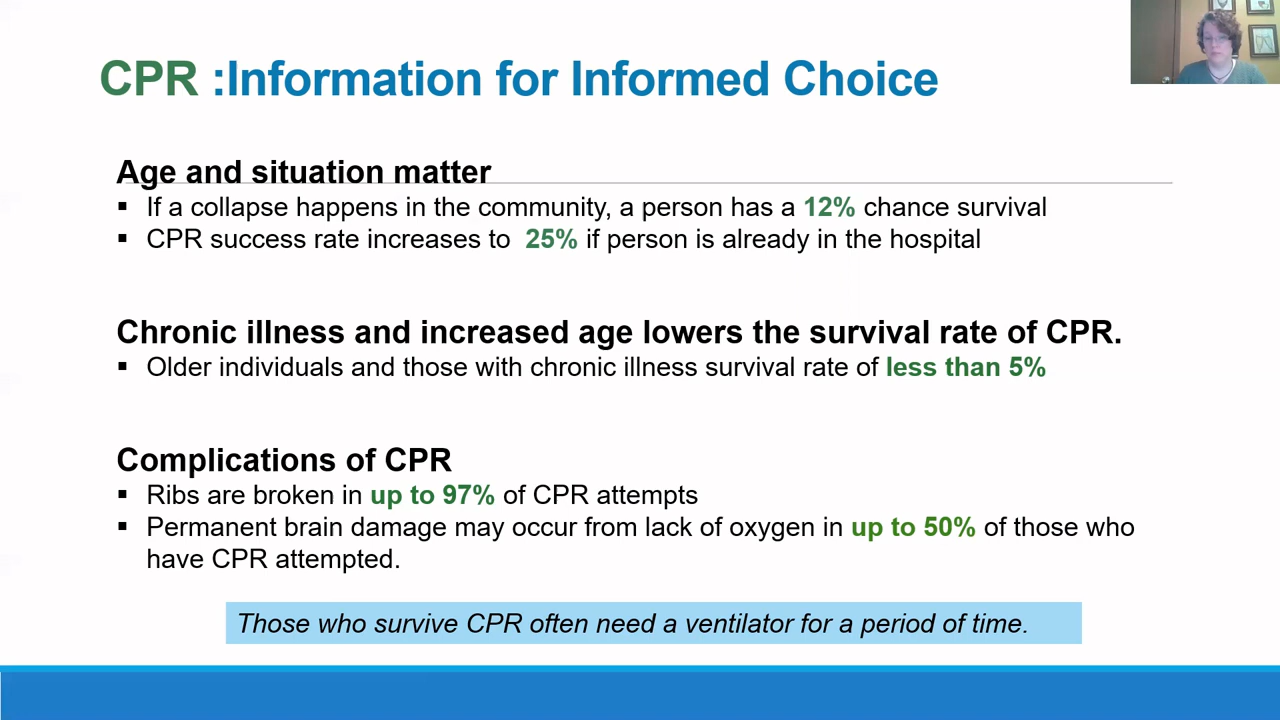 CPR :Information for Informed Choice
Age and situation matter
▪ If a collapse happens in the community, a person has a 12% chance survival
▪ CPR success rate increases to 25% if person is already in the hospital
Chronic illness and increased age lowers the survival rate of CPR.
▪ Older individuals and those with chronic illness survival rate of less than 5%
Complications of CPR
▪ Ribs are broken in up to 97% of CPR attempts
▪ Permanent brain damage may occur from lack of oxygen in up to 50% of those who
have CPR attempted.
Those who survive CPR often need a ventilator for a period of time.